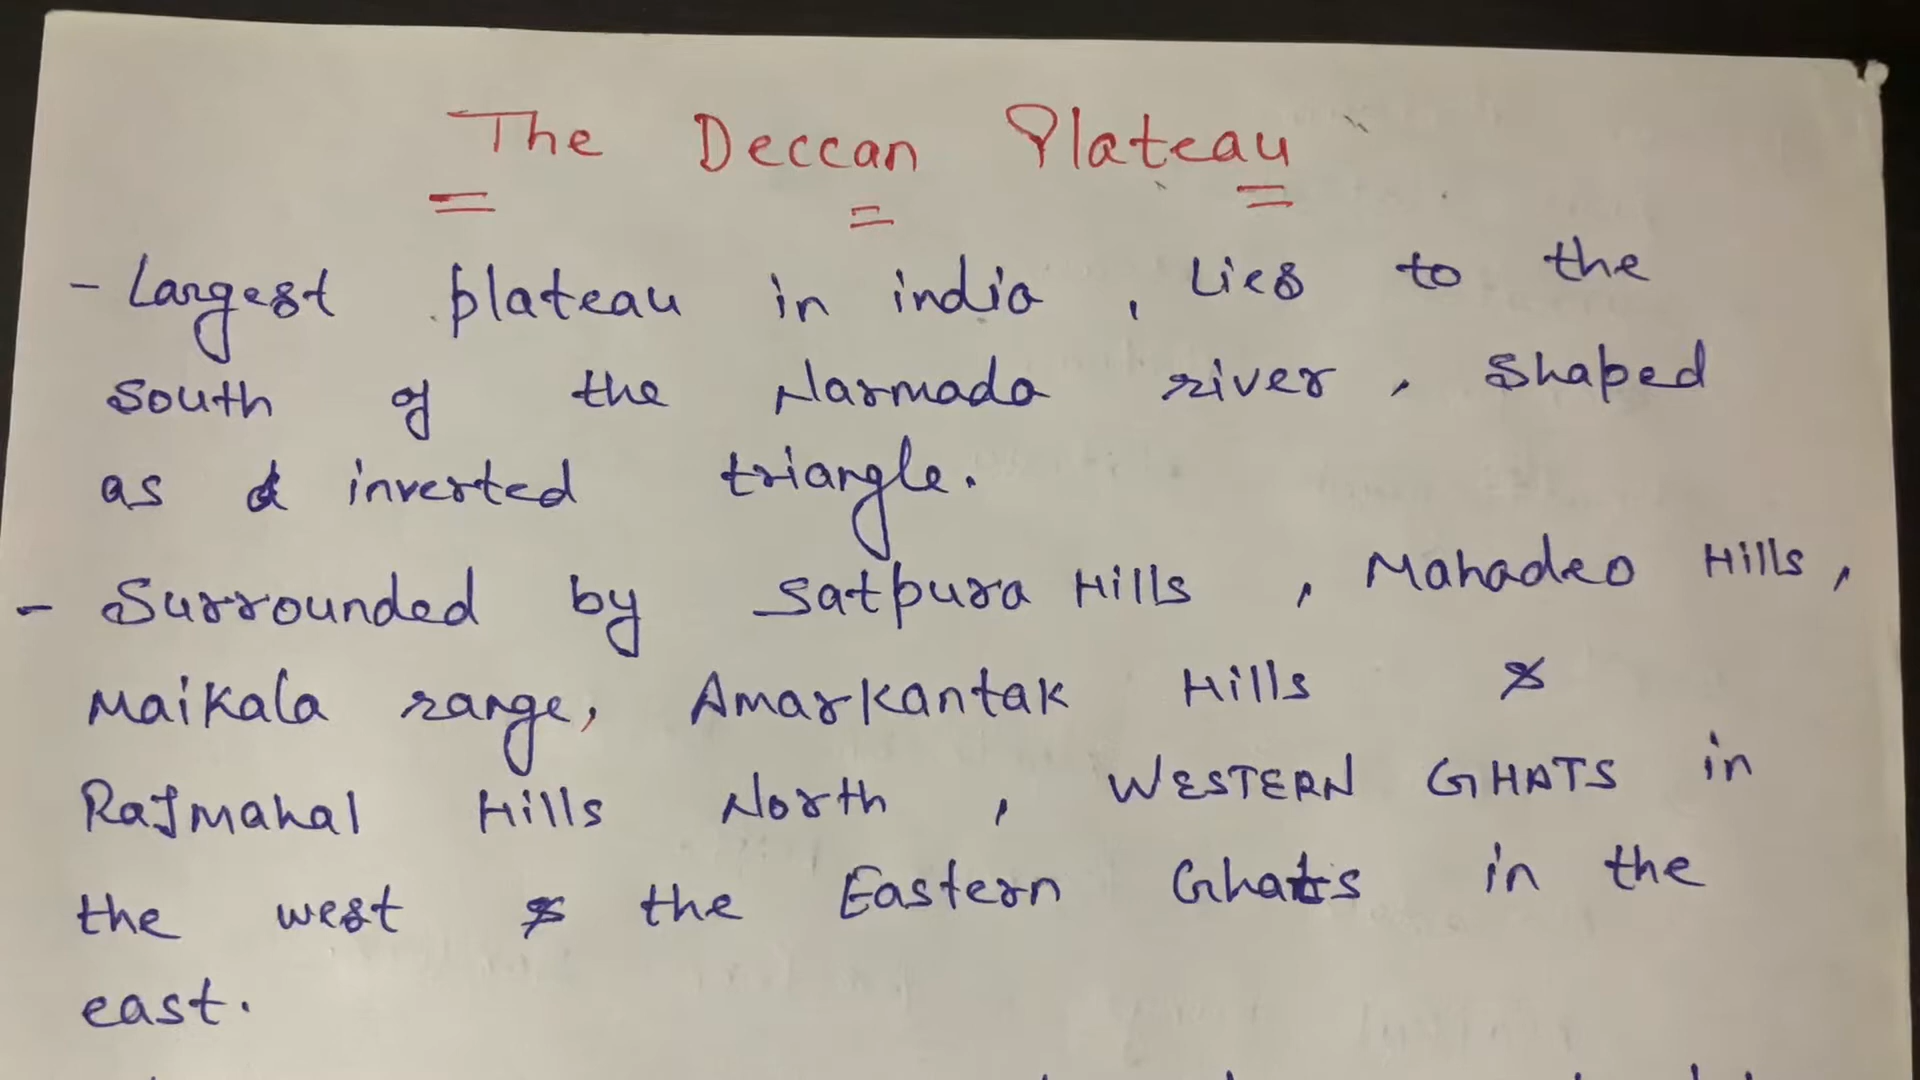 The Deccan Plateau
- Largest plateau in india, Lies to the
South of the Narmada river, Shaped
as a inverted triangle.
- Surrounded by Satpura Hills, Mahadeo Hills,
Maikala range, Amarkantak Hills &
Rajmahal Hills North, WESTERN GHATS in
the west & the Eastern Ghats in the
east.